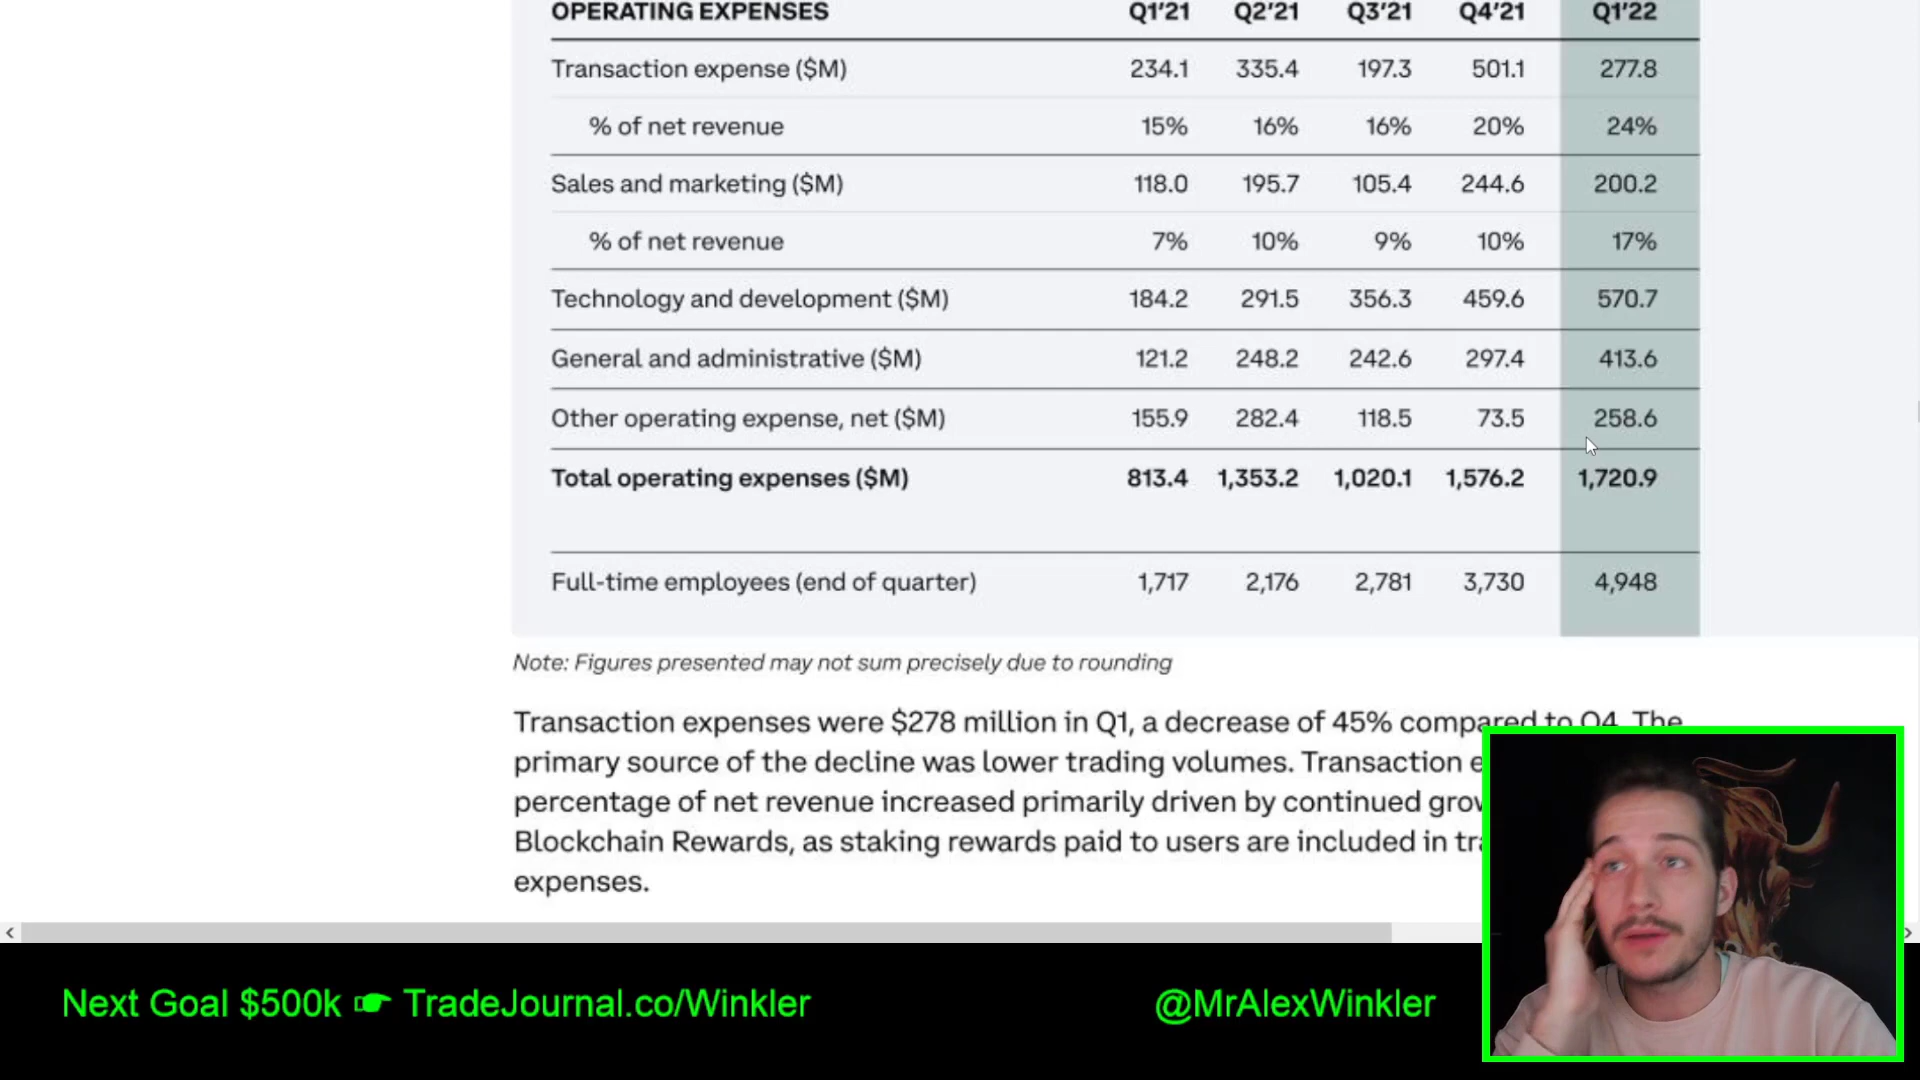 OPERATING EXPENSES Q1'21 Q2'21 Q3'21 Q4'21 Q1'22
Transaction expense ($M) 234.1 335.4 197.3 501.1 277.8
% of net revenue 15% 16% 16% 20% 24%
Sales and marketing ($M) 118.0 195.7 105.4 244.6 200.2
% of net revenue 7% 10% 9% 10% 17%
Technology and development ($M) 184.2 291.5 356.3 459.6 570.7
General and administrative ($M) 121.2 248.2 242.6 297.4 413.6
Other operating expense, net ($M) 155.9 282.4 118.5 73.5 258.6
Total operating expenses ($M) 813.4 1,353.2 1,020.1 1,576.2 1,720.9
Full-time employees (end of quarter) 1,717 2,176 2,781 3,730 4,948
Note: Figures presented may not sum precisely due to rounding
Transaction expenses were $278 million in Q1, a decrease of 45% compared to Q4. The
primary source of the decline was lower trading volumes. Transaction
percentage of net revenue increased primarily driven by continued
Blockchain Rewards, as staking rewards paid to users are included in
expenses.
Next Goal $500k 👉 TradeJournal.co/Winkler
@MrAlexWinkler